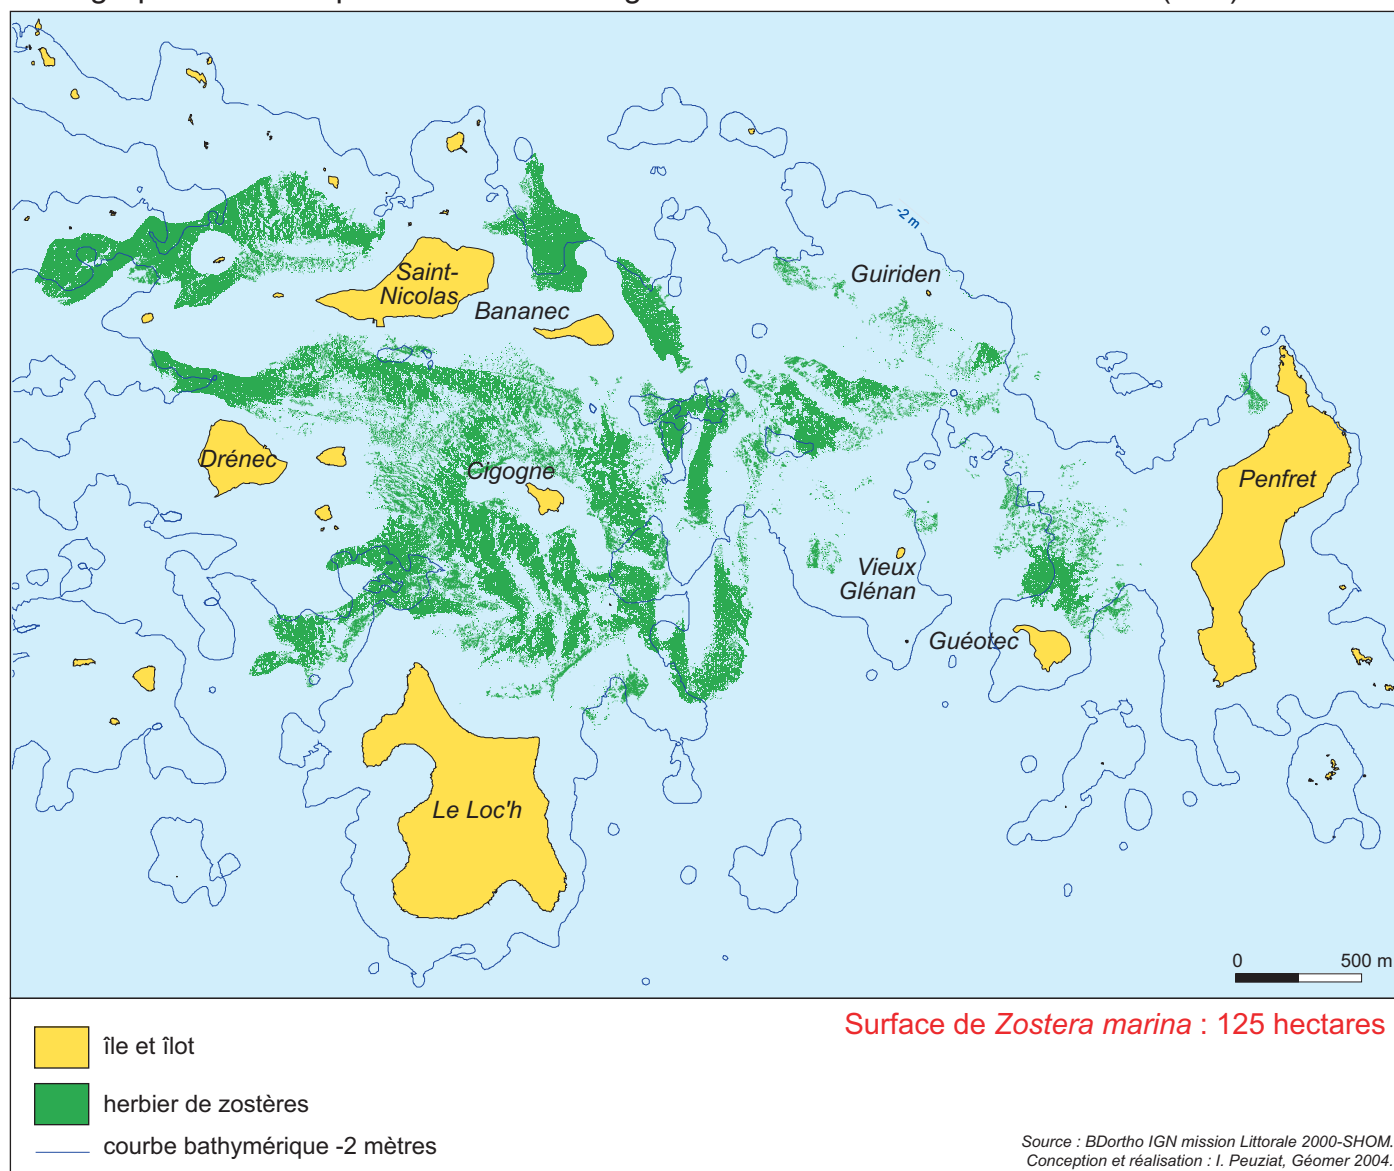 -2 m
Guiriden
Saint-
Nicolas
Bananec
Drénec
Cigogne
Penfret
Vieux
Glénan
Guéotec
Le Loc'h
0 500 m
Surface de Zostera marina : 125 hectares
île et îlot
herbier de zostères
courbe bathymérique -2 mètres
Source : BDortho IGN mission Littorale 2000-SHOM.
Conception et réalisation : I. Peuziat, Géomer 2004.